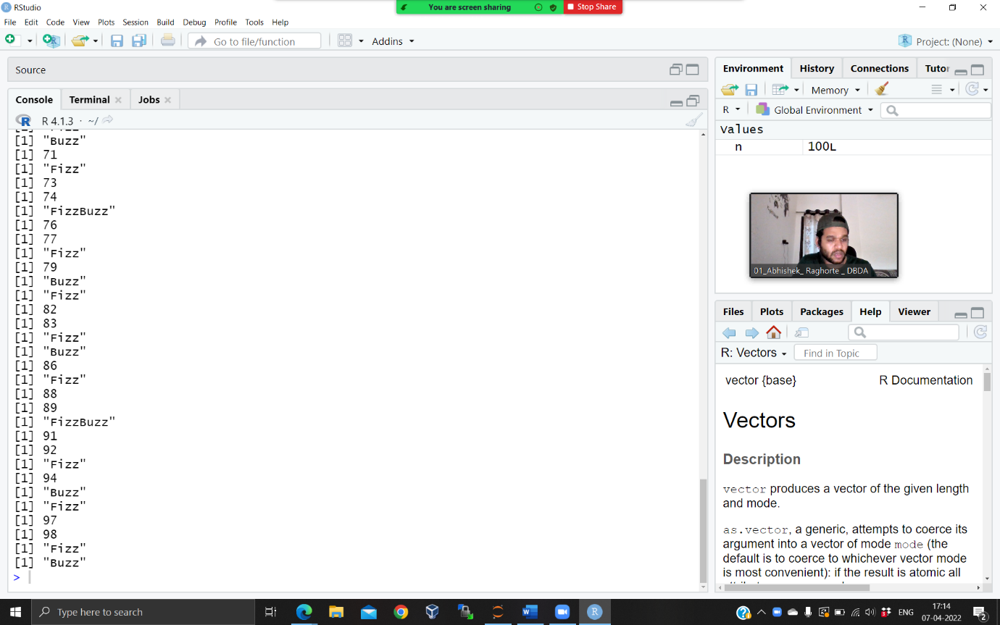 RStudio
You are screen sharing
Stop Share
File Edit Code View Plots Session Build Debug Profile Tools Help
Go to file/function
Addins
Project: (None)
Source
Console Terminal Jobs
R 4.1.3 · ~/
[1] "Buzz"
[1] 71
[1] "Fizz"
[1] 73
[1] 74
[1] "FizzBuzz"
[1] 76
[1] 77
[1] "Fizz"
[1] 79
[1] "Buzz"
[1] "Fizz"
[1] 82
[1] 83
[1] "Fizz"
[1] "Buzz"
[1] 86
[1] "Fizz"
[1] 88
[1] 89
[1] "FizzBuzz"
[1] 91
[1] 92
[1] "Fizz"
[1] 94
[1] "Buzz"
[1] "Fizz"
[1] 97
[1] 98
[1] "Fizz"
[1] "Buzz"
>
Environment History Connections Tutor
Memory
R Global Environment
Values
n 100L
01_Abhishek_ Raghorte _ DBDA
Files Plots Packages Help Viewer
R: Vectors Find in Topic
vector {base} R Documentation
Vectors
Description
vector produces a vector of the given length
and mode.
as.vector, a generic, attempts to coerce its
argument into a vector of mode mode (the
default is to coerce to whichever vector mode
is most convenient): if the result is atomic all
Type here to search
ENG
17:14
07-04-2022
2